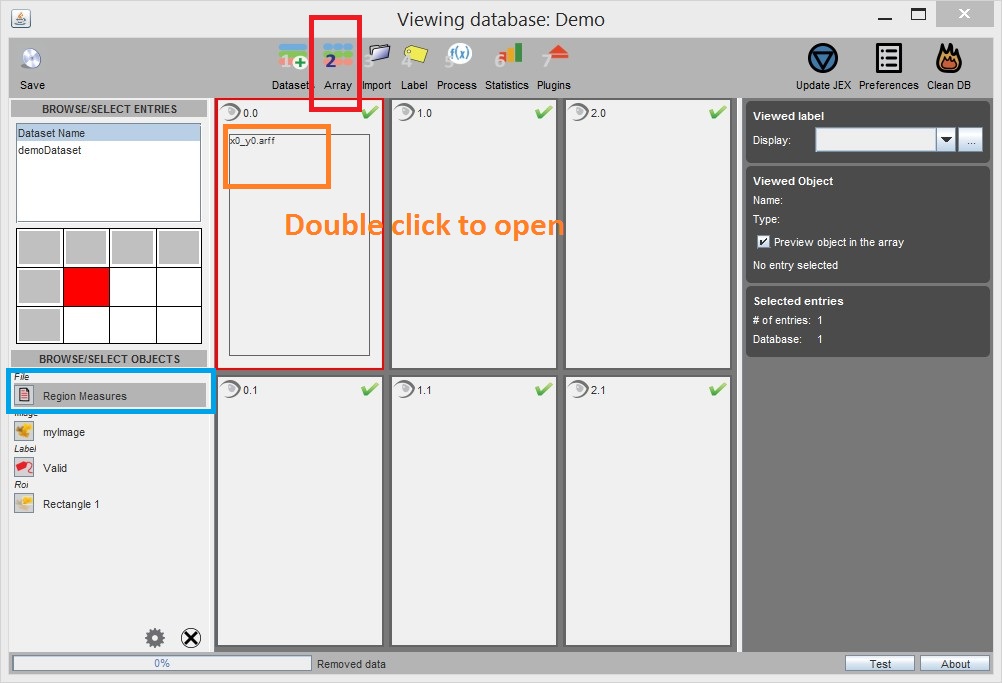 Viewing database: Demo
Save
1 Datasets
2 Array
3 Import
4 Label
5 f(x) Process
6 Statistics
7 Plugins
Update JEX
Preferences
Clean DB
BROWSE/SELECT ENTRIES
Dataset Name
demoDataset
BROWSE/SELECT OBJECTS
File
Region Measures
Image
myImage
Label
Valid
Roi
Rectangle 1
0.0
x0_y0.arff
Double click to open
1.0
2.0
0.1
1.1
2.1
Viewed label
Display:
...
Viewed Object
Name:
Type:
Preview object in the array
No entry selected
Selected entries
# of entries: 1
Database: 1
0%
Removed data
Test
About